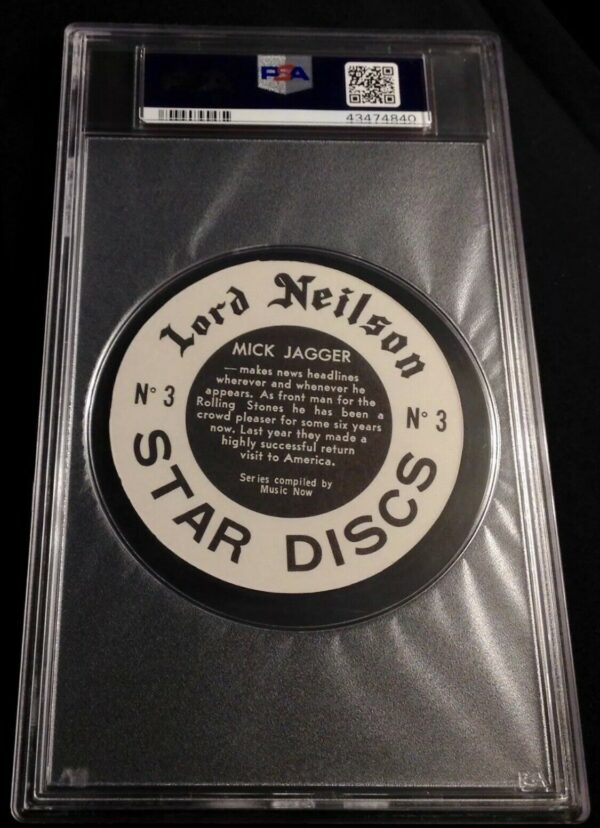 PSA
43474840
Lord Neilson
MICK JAGGER
— makes news headlines
wherever and whenever he
appears. As front man for the
Rolling Stones he has been a
crowd pleaser for some six years
now. Last year they made a
highly successful return
visit to America.
Series compiled by
Music Now
Nº 3
Nº 3
STAR DISCS